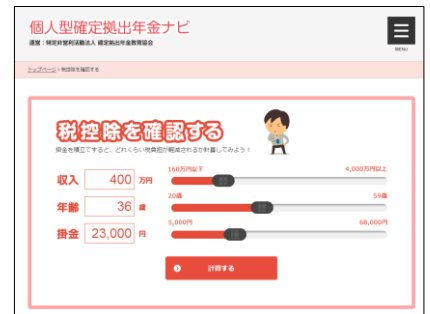 個人型確定拠出年金ナビ
運営：特定非営利活動法人 確定拠出年金教育協会
MENU
トップページ > 税控除を確認する
税控除を確認する
掛金を積立てすると、どれくらい税負担が軽減されるか計算してみよう！
収入 400 万円
160万円以下 4,000万円以上
年齢 36 歳
20歳 59歳
掛金 23,000 円
5,000円 68,000円
計算する